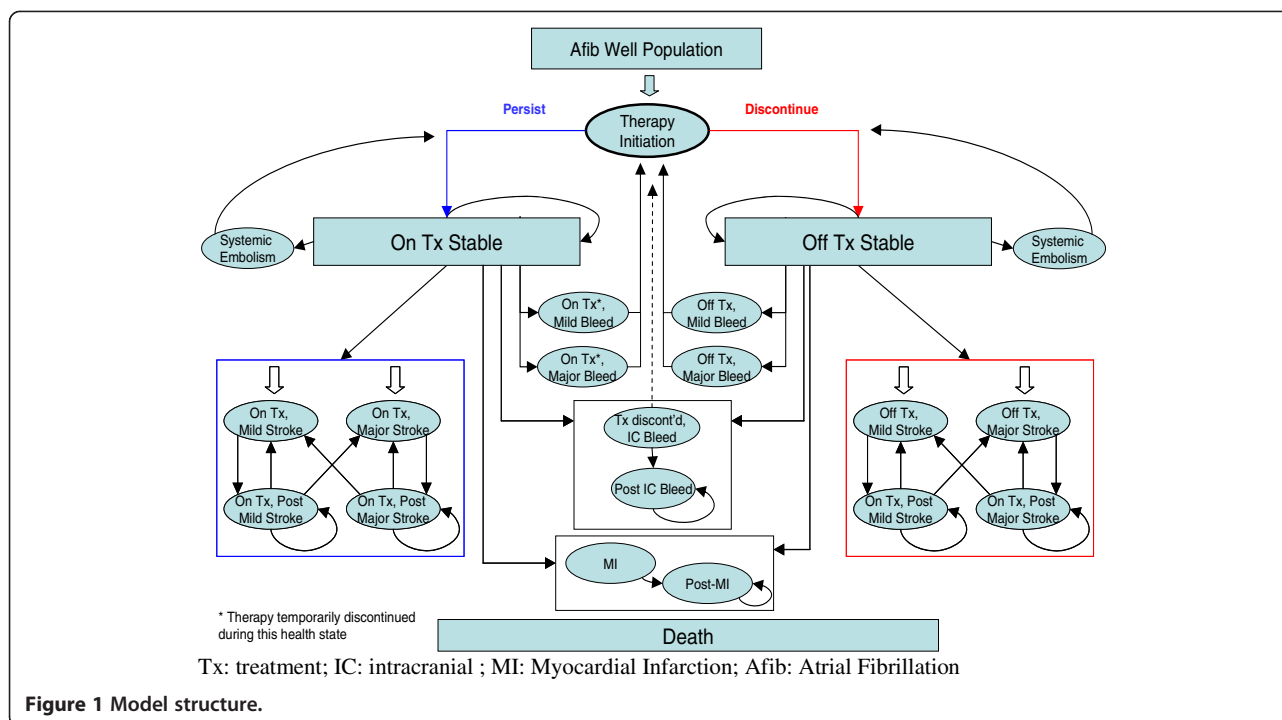 Afib Well Population
Persist
Discontinue
Therapy
Initiation
On Tx Stable
Off Tx Stable
Systemic
Embolism
Systemic
Embolism
On Tx*,
Mild Bleed
Off Tx,
Mild Bleed
On Tx*,
Major Bleed
Off Tx,
Major Bleed
On Tx,
Mild Stroke
On Tx,
Major Stroke
Tx discont'd,
IC Bleed
Off Tx,
Mild Stroke
Off Tx,
Major Stroke
On Tx, Post
Mild Stroke
On Tx, Post
Major Stroke
Post IC Bleed
On Tx, Post
Mild Stroke
On Tx, Post
Major Stroke
MI
Post-MI
* Therapy temporarily discontinued
during this health state
Death
Tx: treatment; IC: intracranial ; MI: Myocardial Infarction; Afib: Atrial Fibrillation
Figure 1 Model structure.